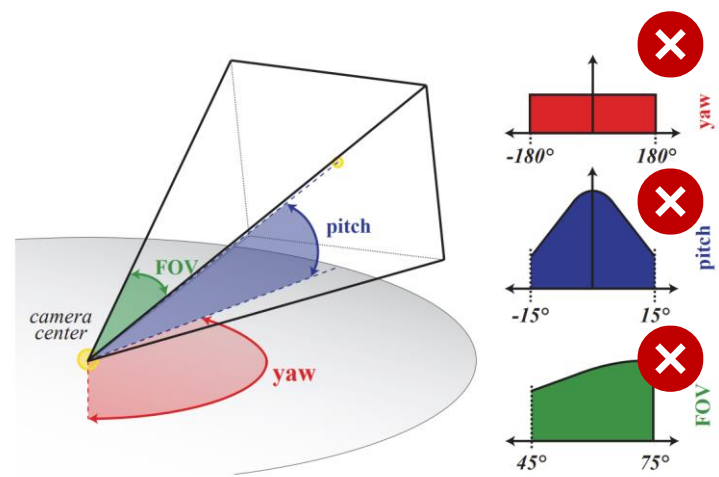 FOV
pitch
camera
center
yaw
-180°
180°
yaw
-15°
15°
pitch
45°
75°
FOV